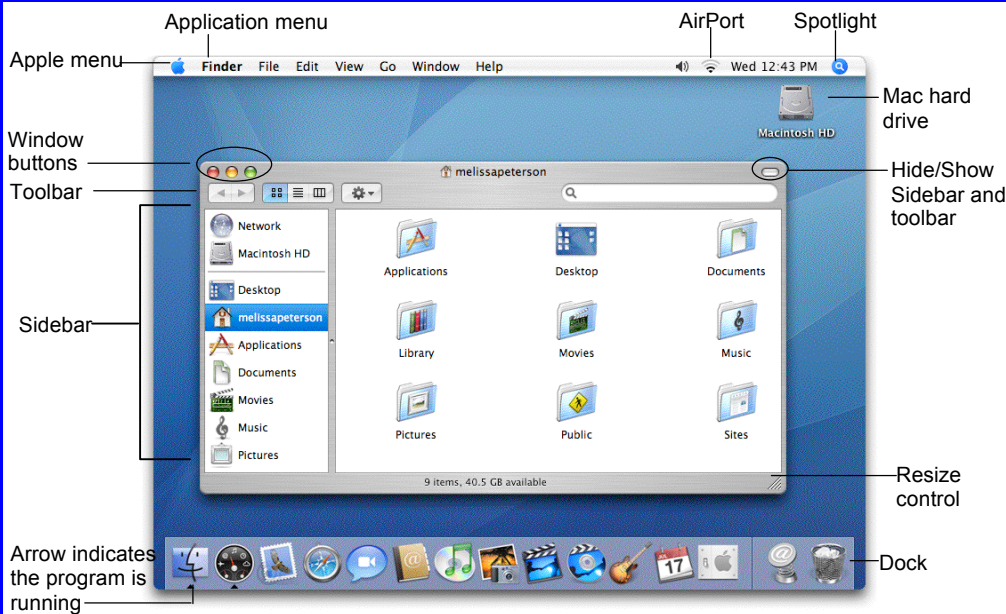 Application menu
AirPort
Spotlight
Apple menu
Finder File Edit View Go Window Help
Wed 12:43 PM
Mac hard
drive
Macintosh HD
Window
buttons
melissapeterson
Hide/Show
Sidebar and
toolbar
Toolbar
Sidebar
Network
Macintosh HD
Desktop
melissapeterson
Applications
Documents
Movies
Music
Pictures
Applications
Desktop
Documents
Library
Movies
Music
Pictures
Public
Sites
9 items, 40.5 GB available
Resize
control
Arrow indicates
the program is
running
17
Dock